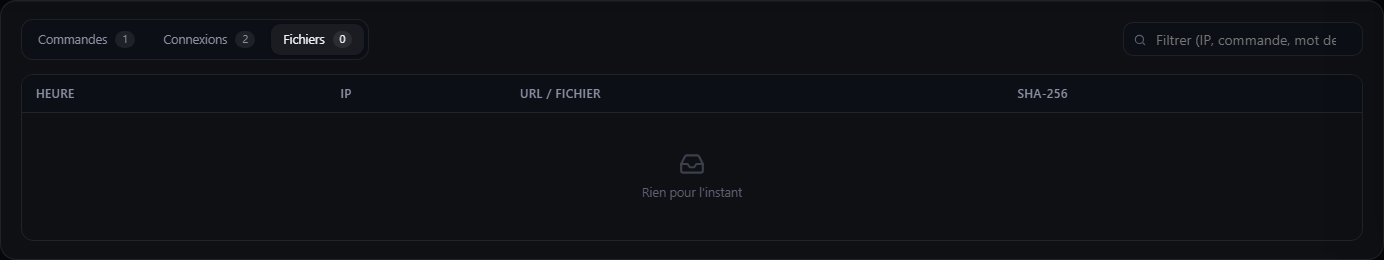 Commandes 1 Connexions 2 Fichiers 0 Filtrer (IP, commande, mot de
HEURE IP URL / FICHIER SHA-256
Rien pour l'instant